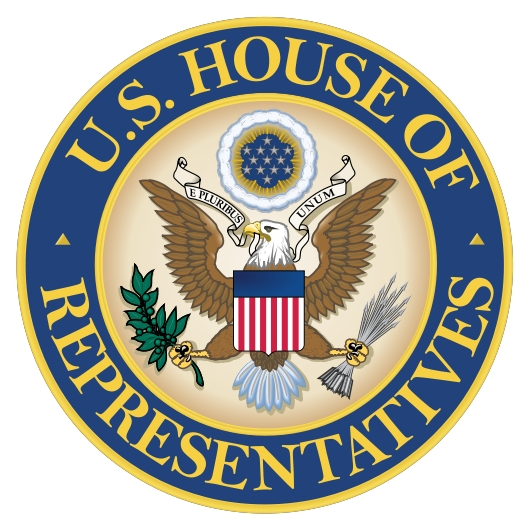 U.S. HOUSE OF
E PLURIBUS UNUM
REPRESENTATIVES